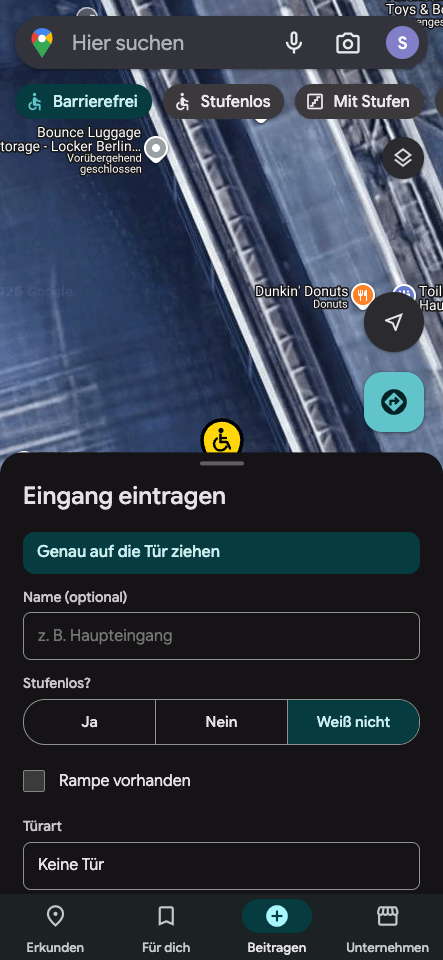 Toys & B
enges
Hier suchen
S
Barrierefrei
Stufenlos
Mit Stufen
Bounce Luggage
torage - Locker Berlin...
Vorübergehend
geschlossen
Dunkin' Donuts
Donuts
Toil
Hau
Eingang eintragen
Genau auf die Tür ziehen
Name (optional)
z. B. Haupteingang
Stufenlos?
Ja
Nein
Weiß nicht
Rampe vorhanden
Türart
Keine Tür
Erkunden
Für dich
Beitragen
Unternehmen